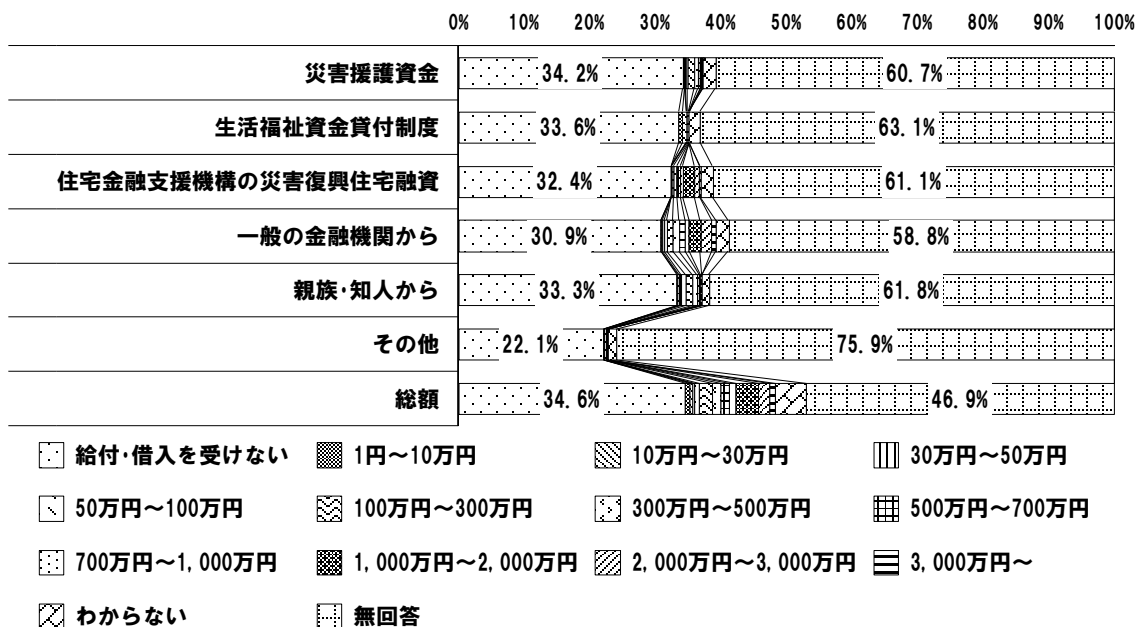 0% 10% 20% 30% 40% 50% 60% 70% 80% 90% 100%
災害援護資金 34.2% 60.7%
生活福祉資金貸付制度 33.6% 63.1%
住宅金融支援機構の災害復興住宅融資 32.4% 61.1%
一般の金融機関から 30.9% 58.8%
親族･知人から 33.3% 61.8%
その他 22.1% 75.9%
総額 34.6% 46.9%
給付･借入を受けない 1円～10万円 10万円～30万円 30万円～50万円
50万円～100万円 100万円～300万円 300万円～500万円 500万円～700万円
700万円～1,000万円 1,000万円～2,000万円 2,000万円～3,000万円 3,000万円～
わからない 無回答